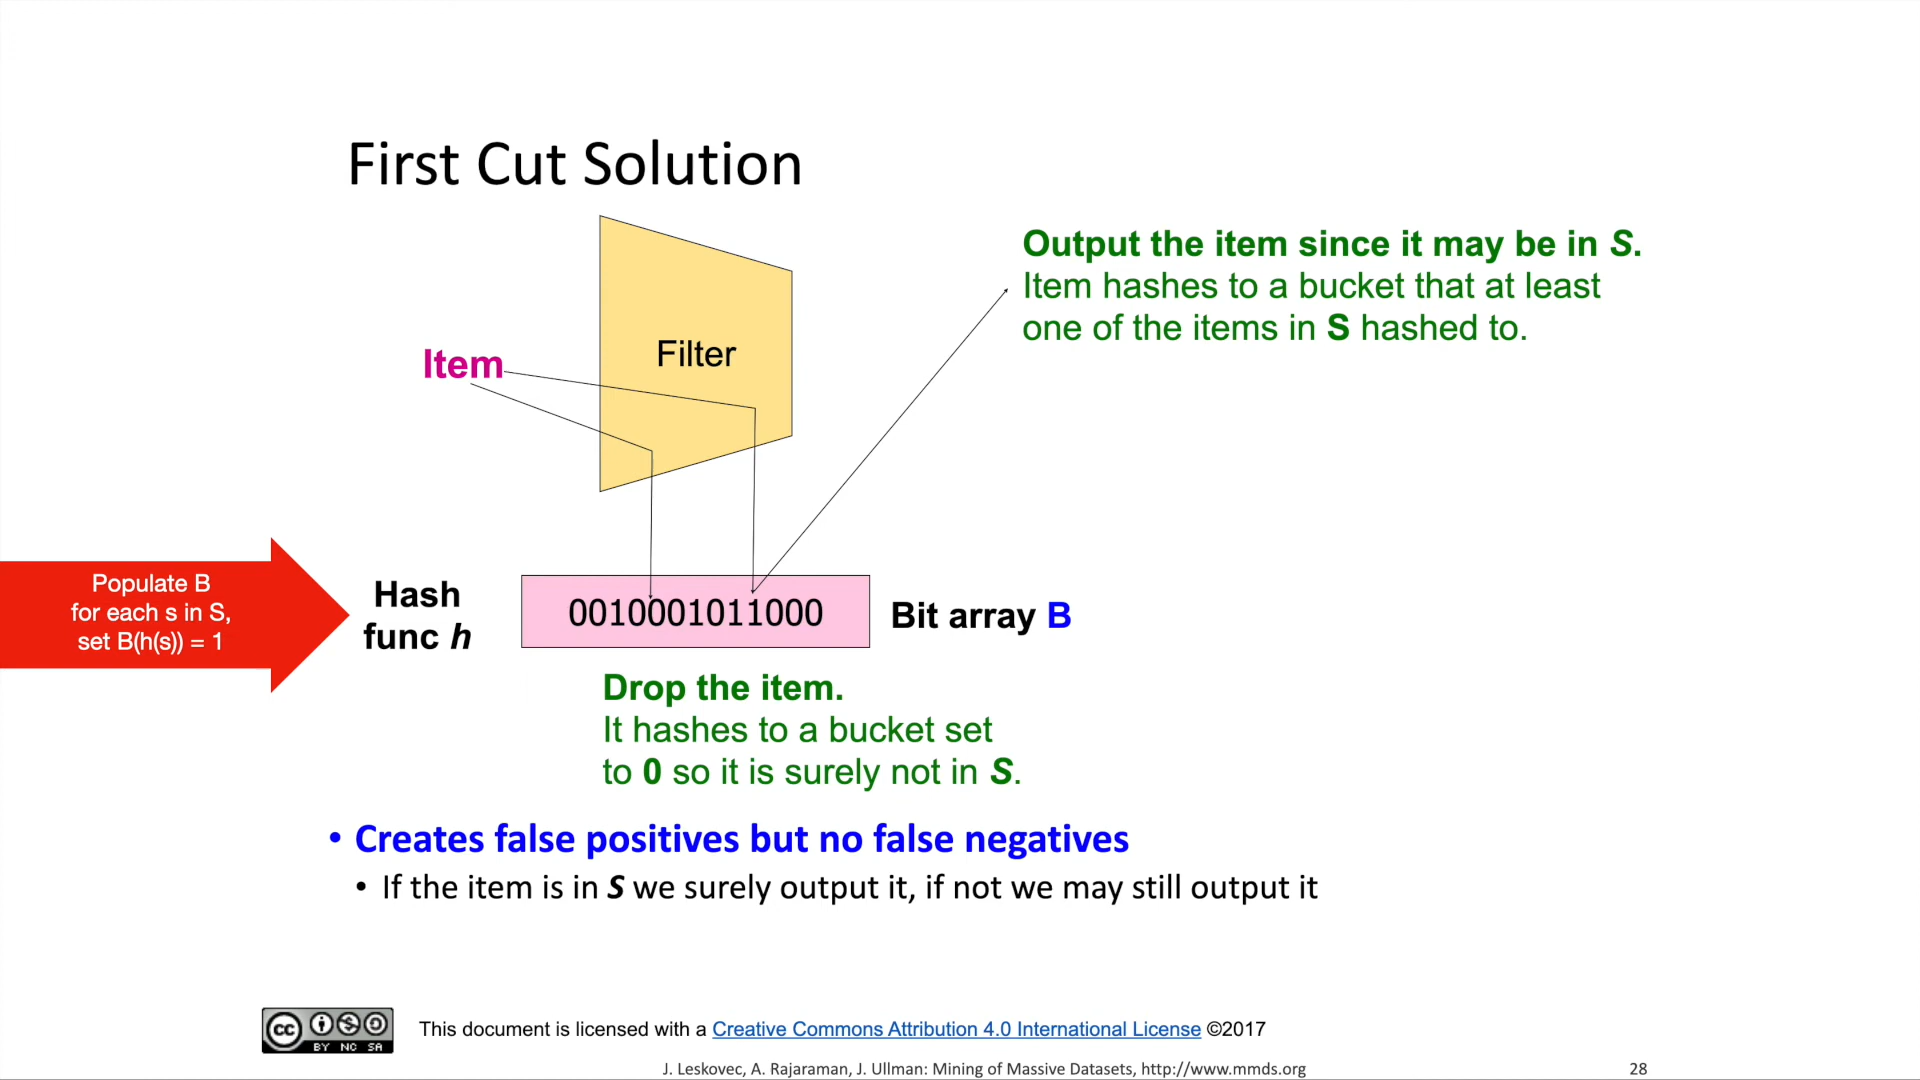 First Cut Solution
Output the item since it may be in S.
Item hashes to a bucket that at least
one of the items in S hashed to.
Filter
Item
Populate B
for each s in S,
set B(h(s)) = 1
Hash
func h
0010001011000
Bit array B
Drop the item.
It hashes to a bucket set
to 0 so it is surely not in S.
• Creates false positives but no false negatives
• If the item is in S we surely output it, if not we may still output it
cc
BY NC SA
This document is licensed with a Creative Commons Attribution 4.0 International License ©2017
J. Leskovec, A. Rajaraman, J. Ullman: Mining of Massive Datasets, http://www.mmds.org
28